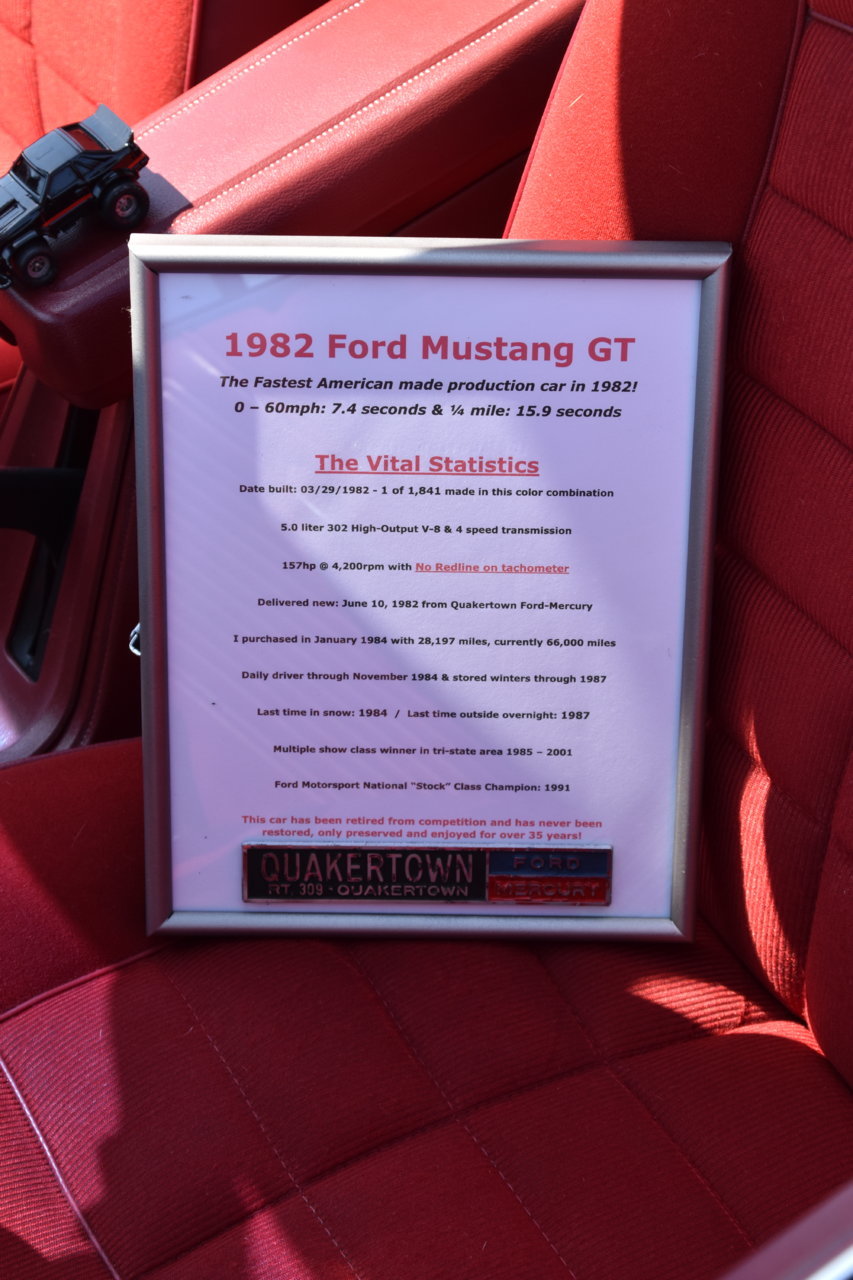 1982 Ford Mustang GT
The Fastest American made production car in 1982!
0 – 60mph: 7.4 seconds & ¼ mile: 15.9 seconds
The Vital Statistics
Date built: 03/29/1982 - 1 of 1,841 made in this color combination
5.0 liter 302 High-Output V-8 & 4 speed transmission
157hp @ 4,200rpm with No Redline on tachometer
Delivered new: June 10, 1982 from Quakertown Ford-Mercury
I purchased in January 1984 with 28,197 miles, currently 66,000 miles
Daily driver through November 1984 & stored winters through 1987
Last time in snow: 1984 / Last time outside overnight: 1987
Multiple show class winner in tri-state area 1985 – 2001
Ford Motorsport National “Stock” Class Champion: 1991
This car has been retired from competition and has never been
restored, only preserved and enjoyed for over 35 years!
QUAKERTOWN FORD
RT. 309 · QUAKERTOWN MERCURY